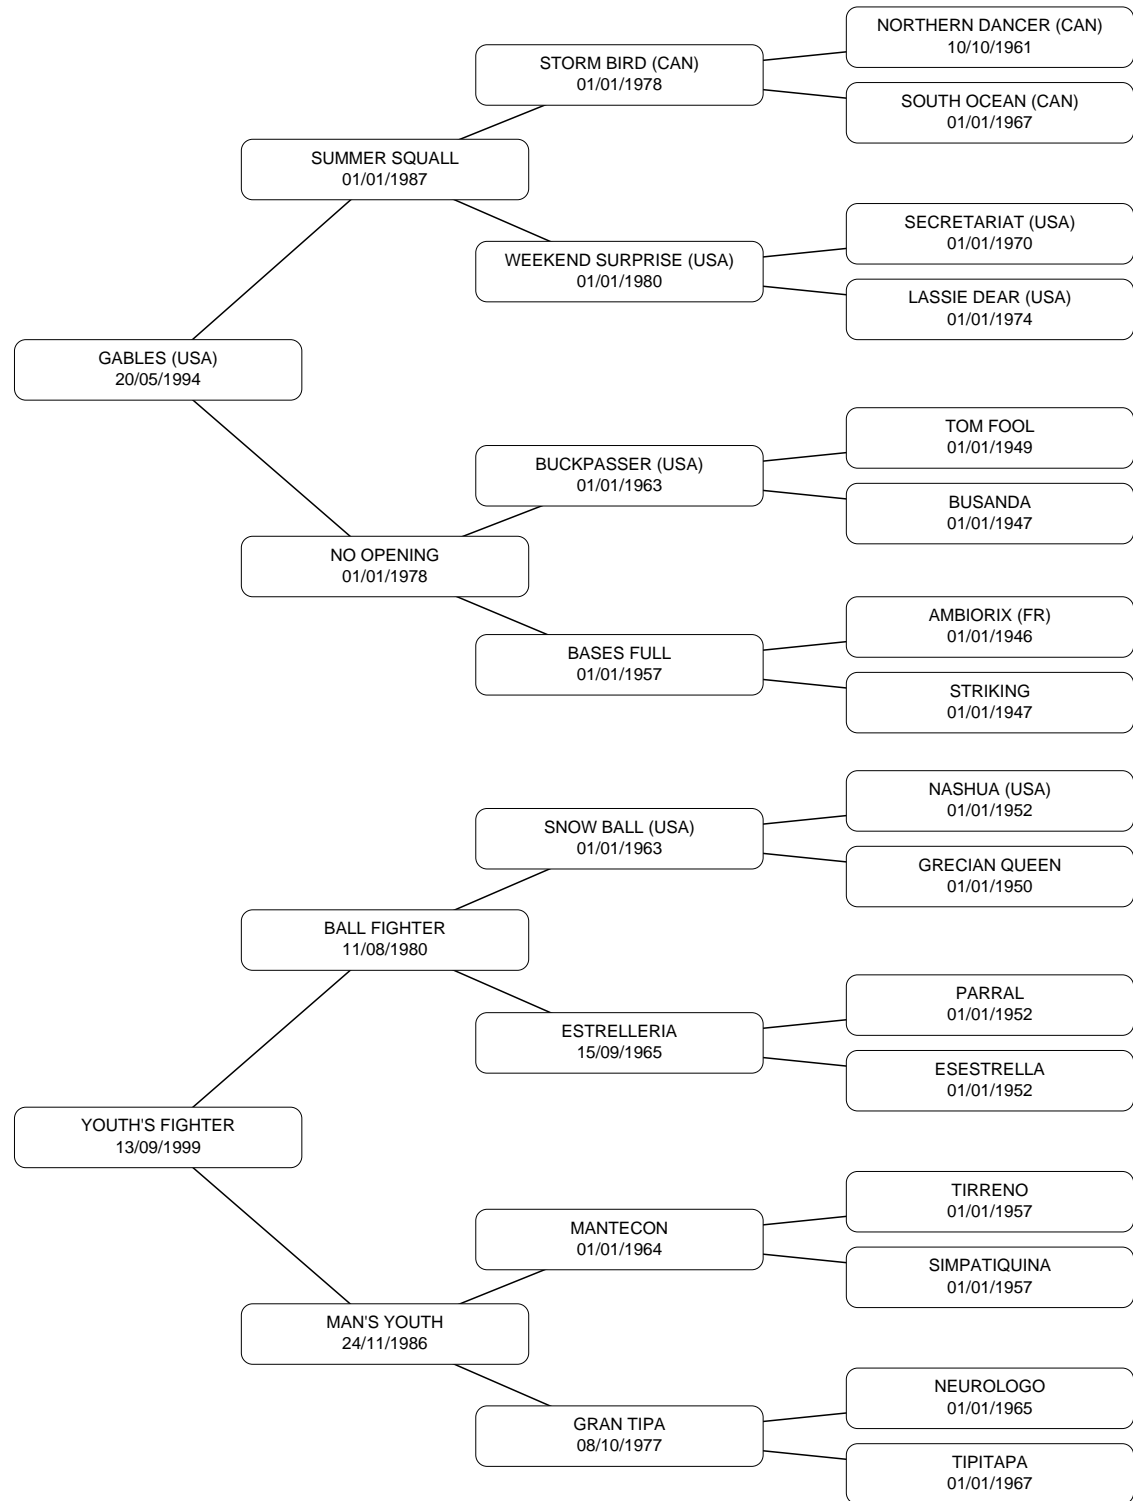 NORTHERN DANCER (CAN)
10/10/1961
STORM BIRD (CAN)
01/01/1978
SOUTH OCEAN (CAN)
01/01/1967
SUMMER SQUALL
01/01/1987
SECRETARIAT (USA)
01/01/1970
WEEKEND SURPRISE (USA)
01/01/1980
LASSIE DEAR (USA)
01/01/1974
GABLES (USA)
20/05/1994
TOM FOOL
01/01/1949
BUCKPASSER (USA)
01/01/1963
BUSANDA
01/01/1947
NO OPENING
01/01/1978
AMBIORIX (FR)
01/01/1946
BASES FULL
01/01/1957
STRIKING
01/01/1947
NASHUA (USA)
01/01/1952
SNOW BALL (USA)
01/01/1963
GRECIAN QUEEN
01/01/1950
BALL FIGHTER
11/08/1980
PARRAL
01/01/1952
ESTRELLERIA
15/09/1965
ESESTRELLA
01/01/1952
YOUTH'S FIGHTER
13/09/1999
TIRRENO
01/01/1957
MANTECON
01/01/1964
SIMPATIQUINA
01/01/1957
MAN'S YOUTH
24/11/1986
NEUROLOGO
01/01/1965
GRAN TIPA
08/10/1977
TIPITAPA
01/01/1967